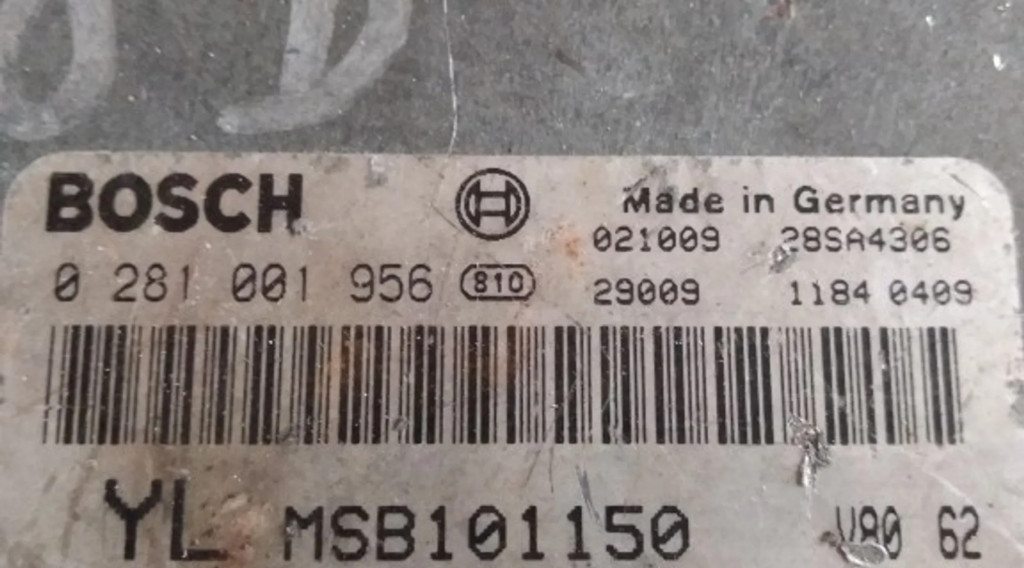 BOSCH Made in Germany
021009 28SA4306
0 281 001 956 810 29009 1184 0409
YL MSB101150 V80 62